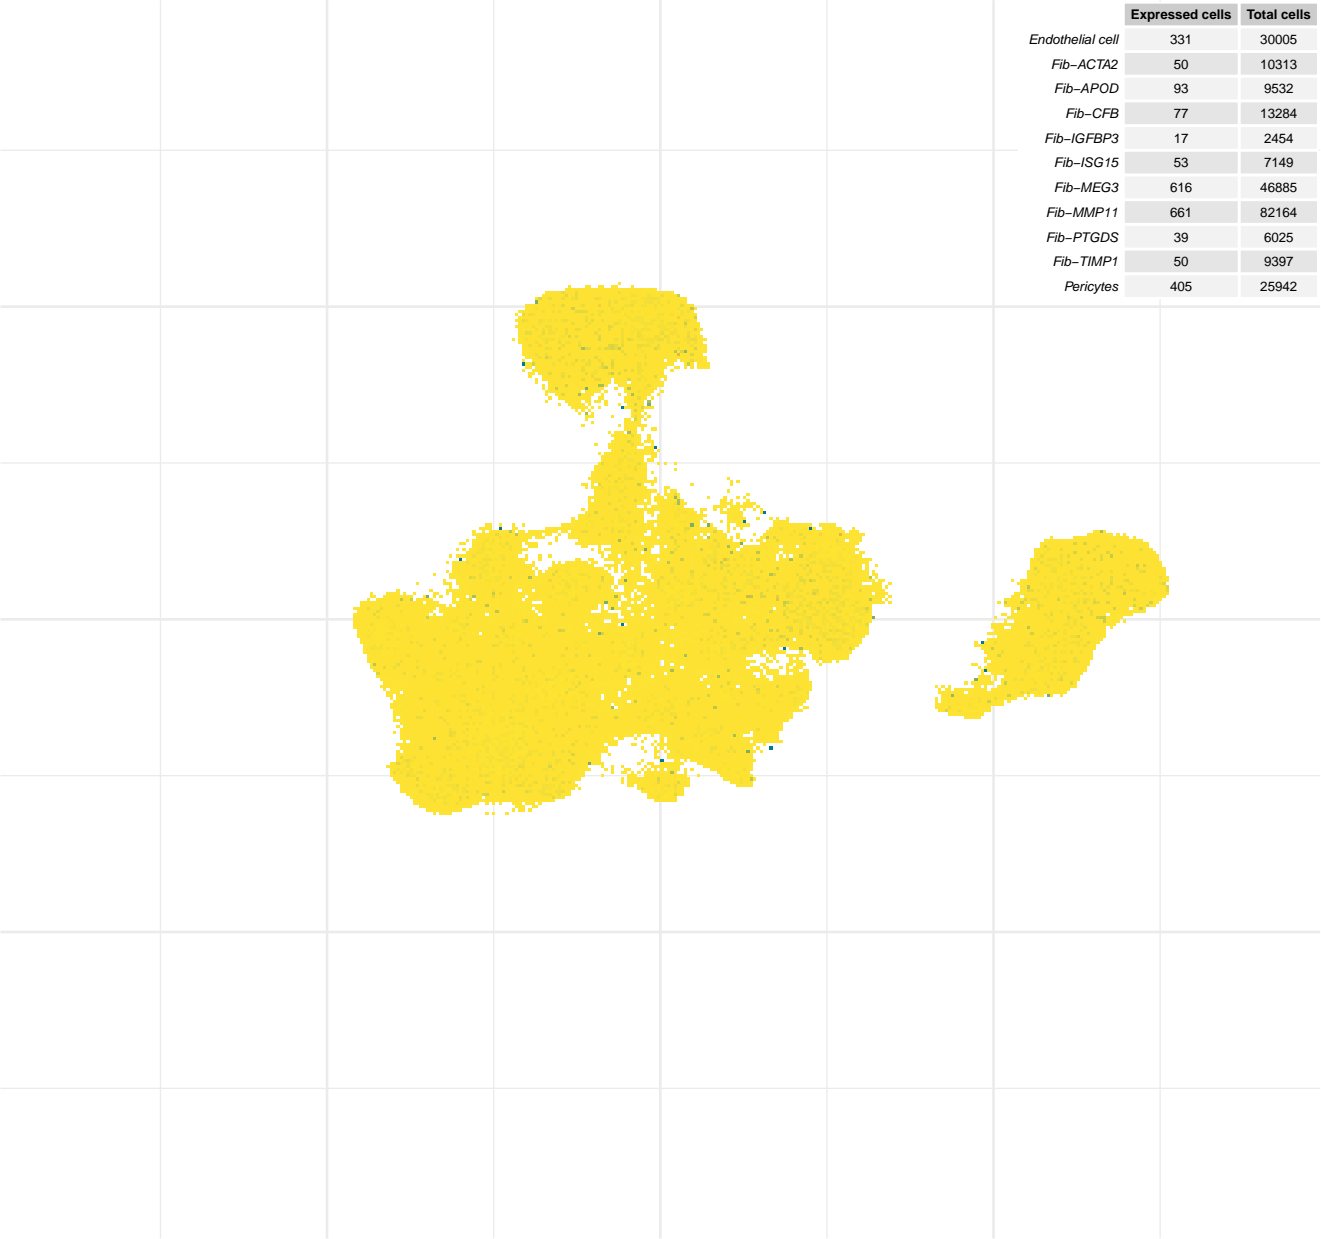 Expressed cells Total cells
Endothelial cell 331 30005
Fib−ACTA2 50 10313
Fib−APOD 93 9532
Fib−CFB 77 13284
Fib−IGFBP3 17 2454
Fib−ISG15 53 7149
Fib−MEG3 616 46885
Fib−MMP11 661 82164
Fib−PTGDS 39 6025
Fib−TIMP1 50 9397
Pericytes 405 25942